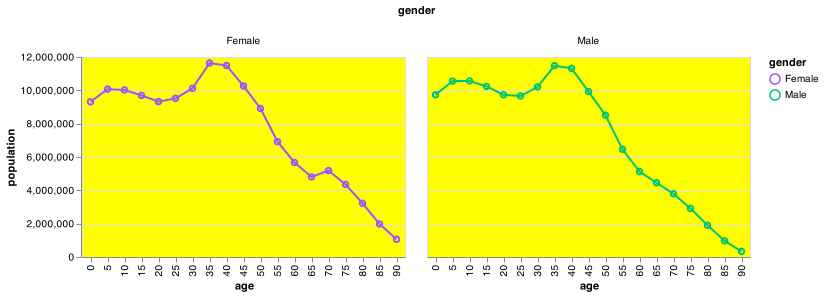 gender
Female
Male
gender
Female
Male
population
12,000,000
10,000,000
8,000,000
6,000,000
4,000,000
2,000,000
0
0 5 10 15 20 25 30 35 40 45 50 55 60 65 70 75 80 85 90
age
0 5 10 15 20 25 30 35 40 45 50 55 60 65 70 75 80 85 90
age